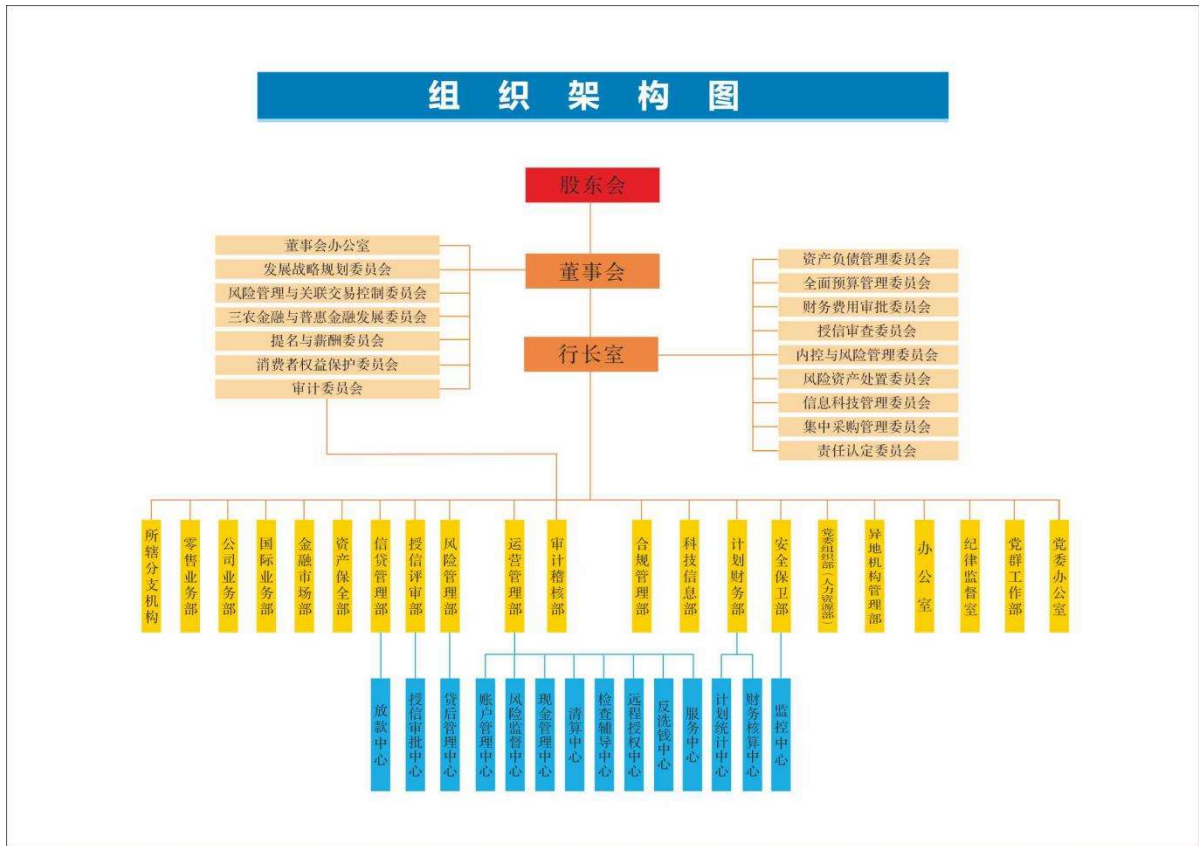 组织架构图
股东会
董事会
行长室
董事会办公室
发展战略规划委员会
风险管理与关联交易控制委员会
三农金融与普惠金融发展委员会
提名与薪酬委员会
消费者权益保护委员会
审计委员会
资产负债管理委员会
全面预算管理委员会
财务费用审批委员会
授信审查委员会
内控与风险管理委员会
风险资产处置委员会
信息科技管理委员会
集中采购管理委员会
责任认定委员会
所辖分支机构
零售业务部
公司业务部
国际业务部
金融市场部
资产保全部
信贷管理部
授信评审部
风险管理部
运营管理部
审计稽核部
合规管理部
科技信息部
计划财务部
安全保卫部
党委组织部(人力资源部)
异地机构管理部
办公室
纪律监督室
党群工作部
党委办公室
放款中心
授信审批中心
贷后管理中心
账户管理中心
风险监督中心
现金管理中心
清算中心
检查辅导中心
远程授权中心
反洗钱中心
服务中心
计划统计中心
财务核算中心
监控中心